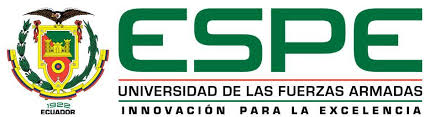 ESPE
UNIVERSIDAD DE LAS FUERZAS ARMADAS
INNOVACIÓN PARA LA EXCELENCIA
1922
ECUADOR